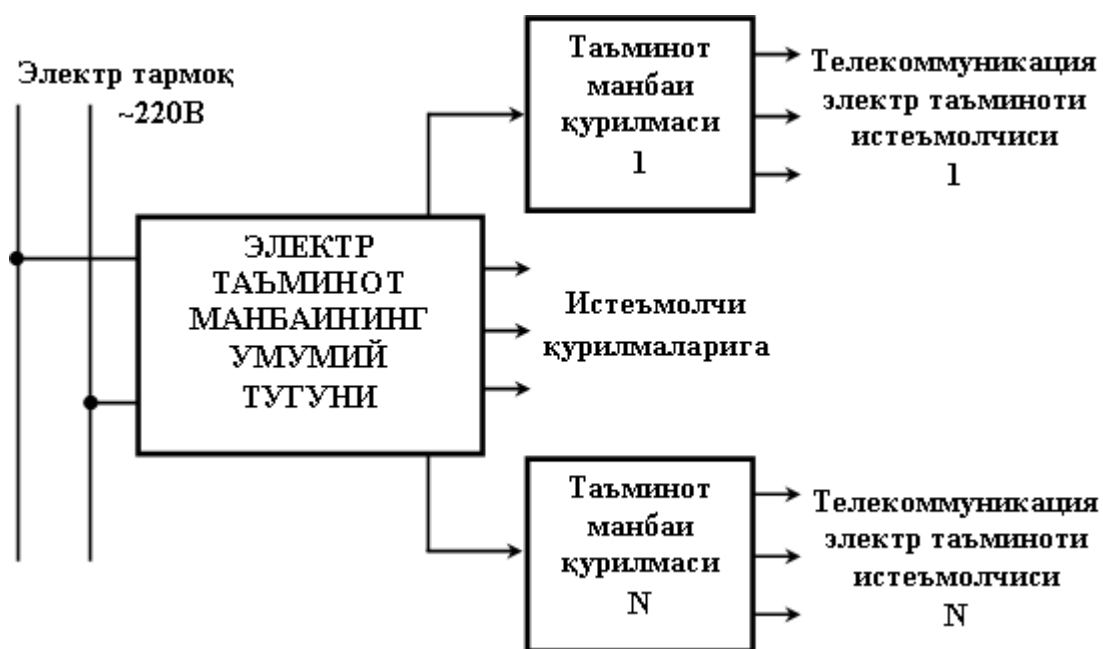 Электр тармоқ
~220В
Таъминот
манбаи
қурилмаси
1
Телекоммуникация
электр таъминоти
истеъмолчиси
1
ЭЛЕКТР
ТАЪМИНОТ
МАНБАИНИНГ
УМУМИЙ
ТУГУНИ
Истеъмолчи
қурилмаларига
Таъминот
манбаи
қурилмаси
N
Телекоммуникация
электр таъминоти
истеъмолчиси
N